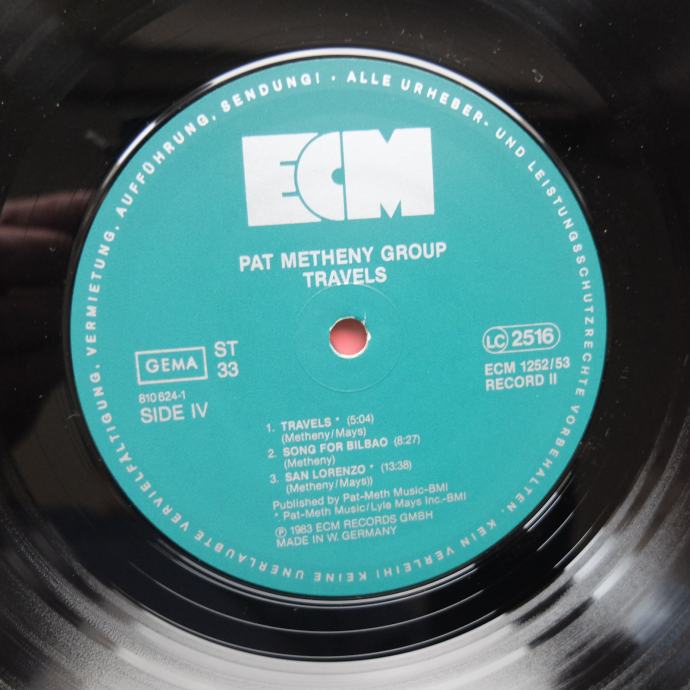 ALLE URHEBER- UND LEISTUNGSSCHUTZRECHTE VORBEHALTEN. KEIN VERLEIH! KEINE UNERLAUBTE VERVIELFÄLTIGUNG, VERMIETUNG, AUFFÜHRUNG, SENDUNG! ·
ECM
PAT METHENY GROUP
TRAVELS
GEMA
ST
33
LC 2516
810 624-1
SIDE IV
ECM 1252/53
RECORD II
1. TRAVELS * (5:04)
(Metheny/Mays)
2. SONG FOR BILBAO (8:27)
(Metheny)
3. SAN LORENZO * (13:38)
(Metheny/Mays))
Published by Pat-Meth Music-BMI
* Pat-Meth Music/Lyle Mays Inc.-BMI
℗ 1983 ECM RECORDS GMBH
MADE IN W. GERMANY